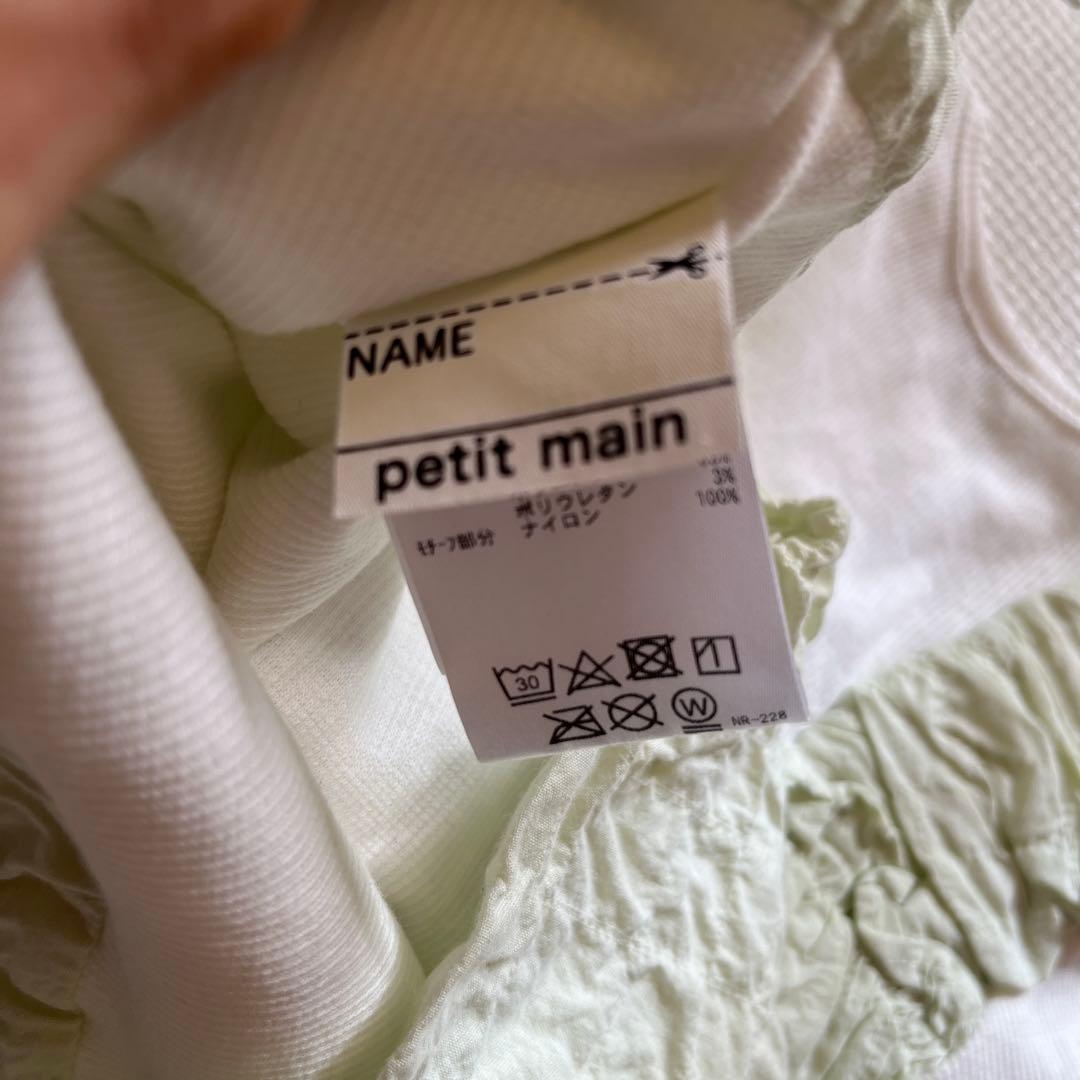 NAME
petit main
3%
ポリウレタン 100%
モチーフ部分 ナイロン
30
W
NR-228